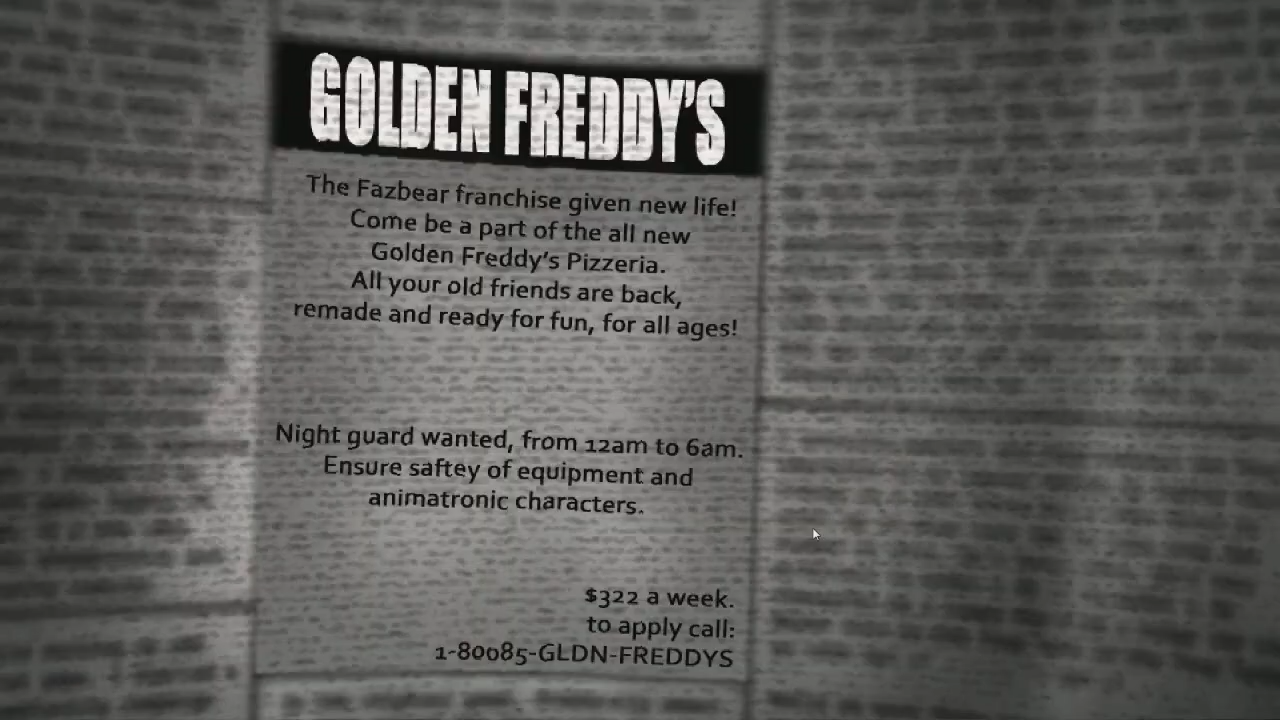 GOLDEN FREDDY'S
The Fazbear franchise given new life!
Come be a part of the all new
Golden Freddy's Pizzeria.
All your old friends are back,
remade and ready for fun, for all ages!
Night guard wanted, from 12am to 6am.
Ensure saftey of equipment and
animatronic characters.
$322 a week.
to apply call:
1-80085-GLDN-FREDDYS